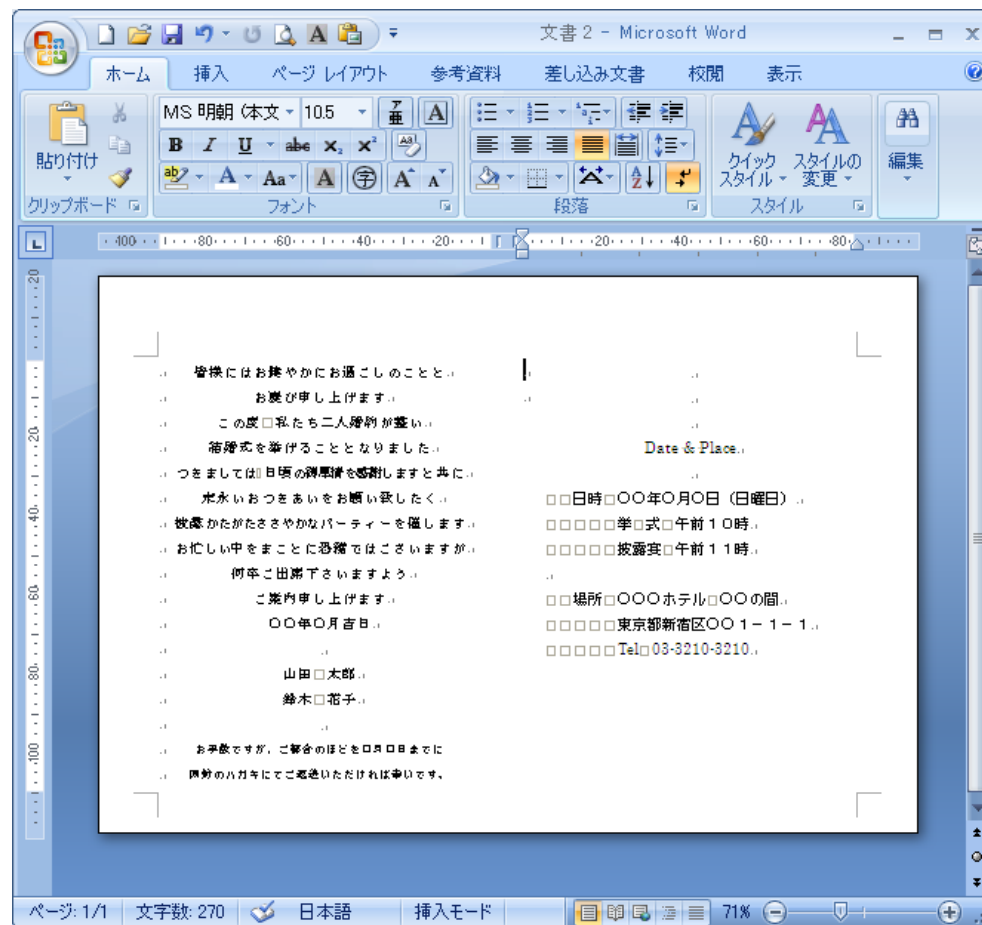 文書 2 - Microsoft Word
ホーム 挿入 ページ レイアウト 参考資料 差し込み文書 校閲 表示
貼り付け
クリップボード
MS 明朝 (本文 10.5
フォント
段落
クイック スタイル
スタイルの 変更
スタイル
編集
100 80 60 40 20 20 40 60 80
20
20
40
60
80
100
皆様にはお健やかにお過ごしのことと
お慶び申し上げます
この度□私たち二人婚約が整い
結婚式を挙げることとなりました
つきましては□日頃の御厚情を感謝しますと共に
末永いおつきあいをお願い致したく
披露かたがたささやかなパーティーを催します
お忙しい中をまことに恐縮ではございますが
何卒ご出席下さいますよう
ご案内申し上げます
○○年○月吉日
山田□太郎
鈴木□花子
お手数ですが、ご都合のほどを□月□日までに
同封のハガキにてご返送いただければ幸いです。
Date & Place
□□日時□○○年○月○日（日曜日）
□□□□□挙□式□午前１０時
□□□□□披露宴□午前１１時
□□場所□○○○ホテル□○○の間
□□□□□東京都新宿区○○１－１－１
□□□□□Tel□03-3210-3210
ページ: 1/1 文字数: 270 日本語 挿入モード 71%